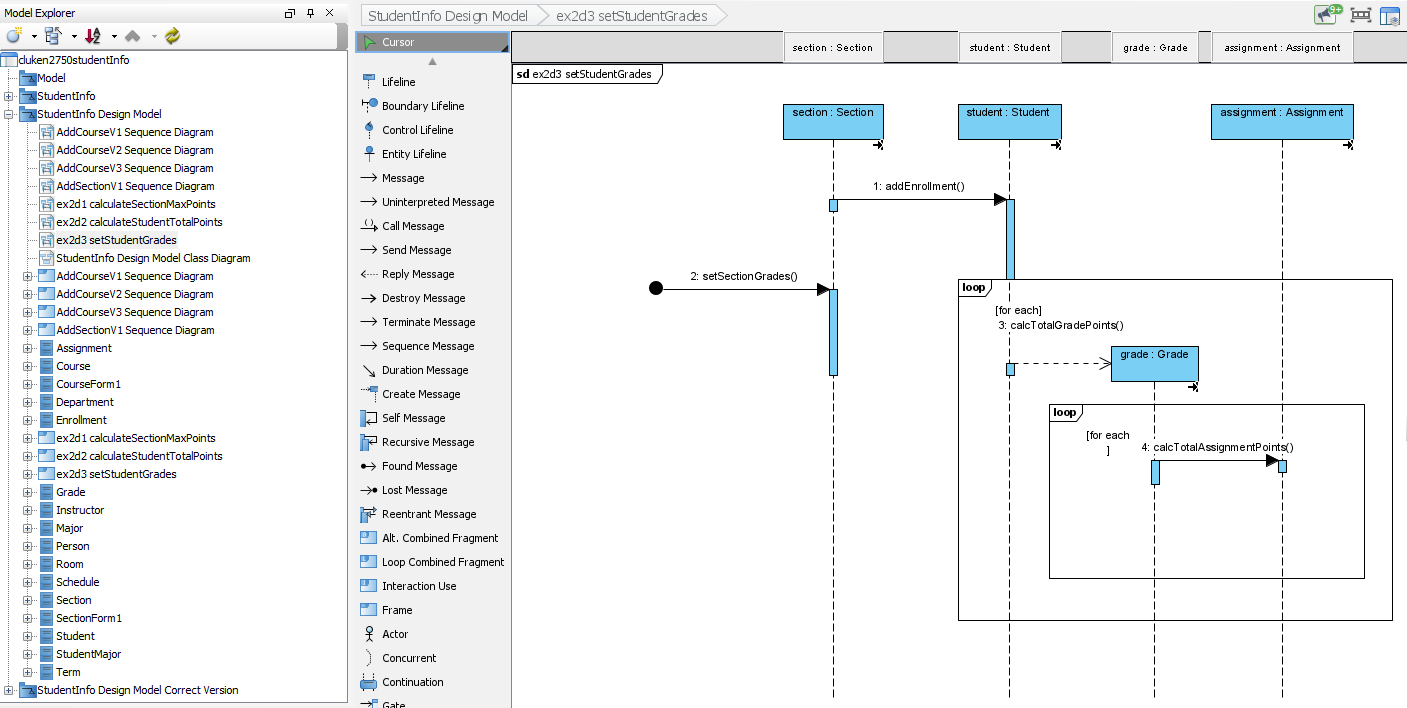 Model Explorer
cluken2750studentInfo
Model
StudentInfo
StudentInfo Design Model
AddCourseV1 Sequence Diagram
AddCourseV2 Sequence Diagram
AddCourseV3 Sequence Diagram
AddSectionV1 Sequence Diagram
ex2d1 calculateSectionMaxPoints
ex2d2 calculateStudentTotalPoints
ex2d3 setStudentGrades
StudentInfo Design Model Class Diagram
AddCourseV1 Sequence Diagram
AddCourseV2 Sequence Diagram
AddCourseV3 Sequence Diagram
AddSectionV1 Sequence Diagram
Assignment
Course
CourseForm1
Department
Enrollment
ex2d1 calculateSectionMaxPoints
ex2d2 calculateStudentTotalPoints
ex2d3 setStudentGrades
Grade
Instructor
Major
Person
Room
Schedule
Section
SectionForm1
Student
StudentMajor
Term
StudentInfo Design Model Correct Version
StudentInfo Design Model
ex2d3 setStudentGrades
9+
Cursor
Lifeline
Boundary Lifeline
Control Lifeline
Entity Lifeline
Message
Uninterpreted Message
Call Message
Send Message
Reply Message
Destroy Message
Terminate Message
Sequence Message
Duration Message
Create Message
Self Message
Recursive Message
Found Message
Lost Message
Reentrant Message
Alt. Combined Fragment
Loop Combined Fragment
Interaction Use
Frame
Actor
Concurrent
Continuation
Gate
section : Section
student : Student
grade : Grade
assignment : Assignment
sd ex2d3 setStudentGrades
section : Section
student : Student
assignment : Assignment
1: addEnrollment()
2: setSectionGrades()
loop
[for each]
3: calcTotalGradePoints()
grade : Grade
loop
[for each
]
4: calcTotalAssignmentPoints()